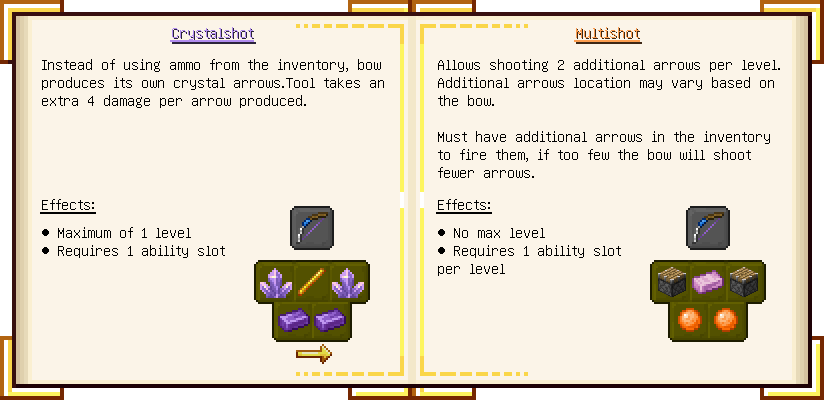 Crystalshot
Instead of using ammo from the inventory, bow
produces its own crystal arrows.Tool takes an
extra 4 damage per arrow produced.
Effects:
● Maximum of 1 level
● Requires 1 ability slot
Multishot
Allows shooting 2 additional arrows per level.
Additional arrows location may vary based on
the bow.
Must have additional arrows in the inventory
to fire them, if too few the bow will shoot
fewer arrows.
Effects:
● No max level
● Requires 1 ability slot
per level